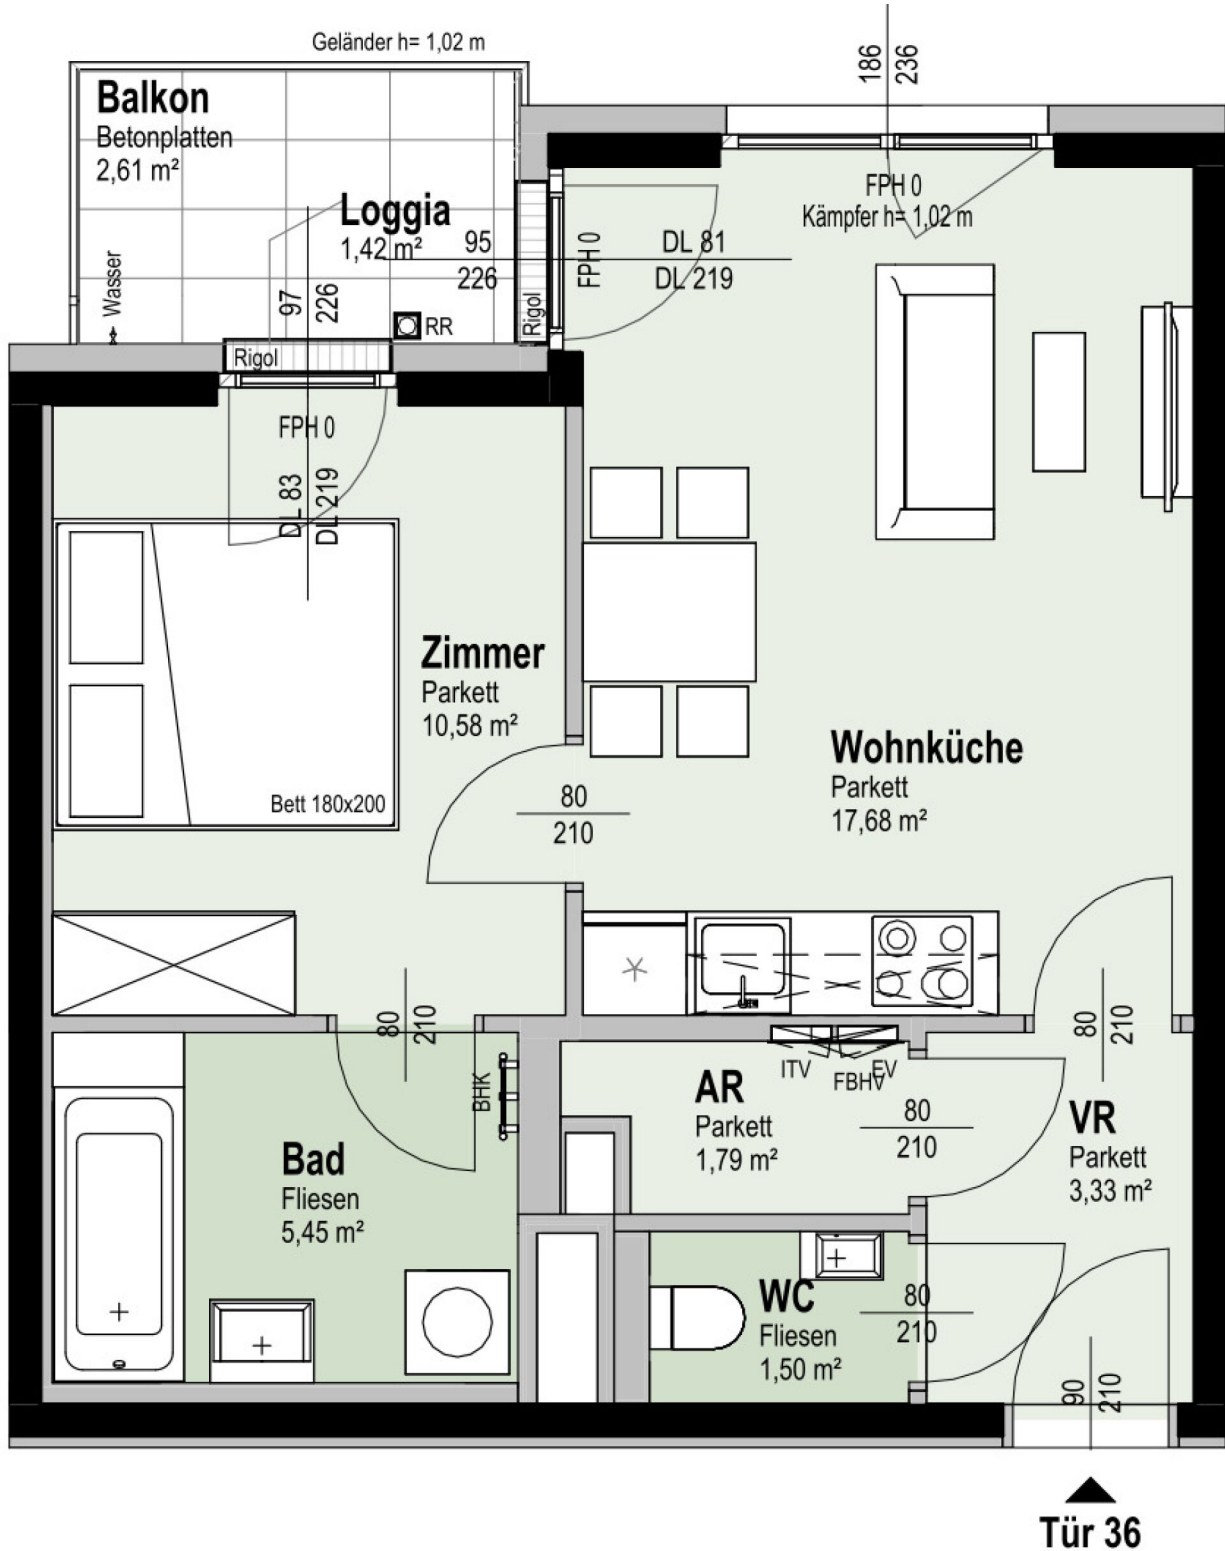 Geländer h= 1,02 m
186
236
Balkon
Betonplatten
2,61 m²
Loggia
1,42 m²
95
226
Wasser
97
226
RR
Rigol
Rigol
FPH 0
DL 81
DL 219
FPH 0
Kämpfer h= 1,02 m
FPH 0
DL 83
DL 219
Zimmer
Parkett
10,58 m²
Bett 180x200
80
210
Wohnküche
Parkett
17,68 m²
80
210
80
210
BHK
Bad
Fliesen
5,45 m²
ITV
FBHV
EV
AR
Parkett
1,79 m²
80
210
VR
Parkett
3,33 m²
WC
Fliesen
1,50 m²
80
210
90
210
Tür 36